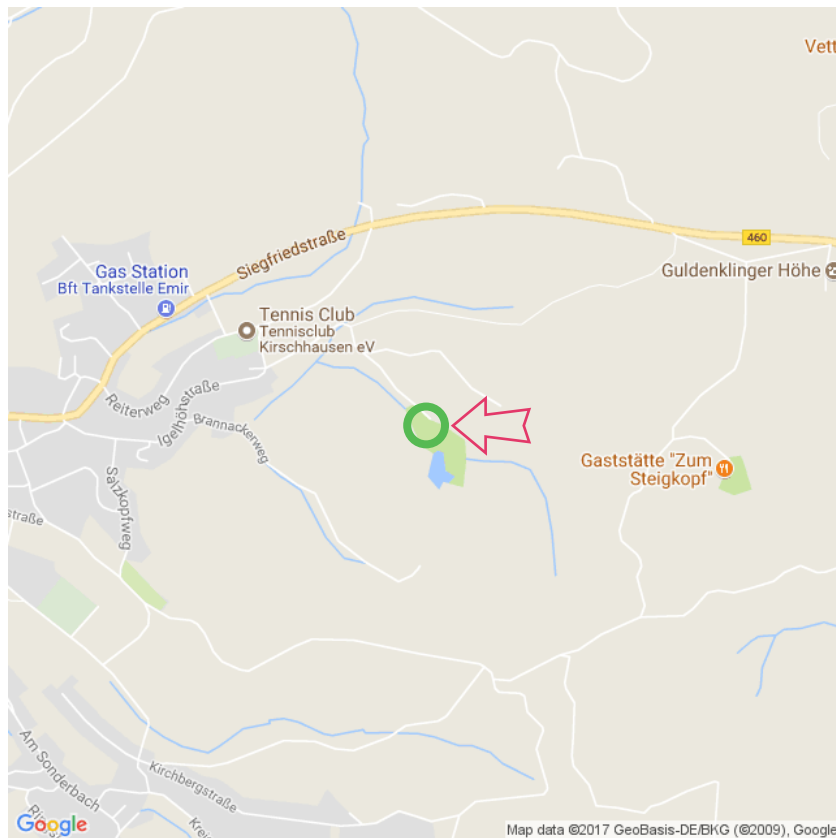 Vett
Siegfriedstraße
460
Gas Station
Bft Tankstelle Emir
Guldenklinger Höhe
Tennis Club
Tennisclub
Kirschhausen eV
Reiterweg
Igelhöhstraße
Brannackerweg
Gaststätte "Zum
Steigkopf"
Salzkopfweg
straße
Am Sonderbach
Kirchbergstraße
Google
Map data ©2017 GeoBasis-DE/BKG (©2009), Google